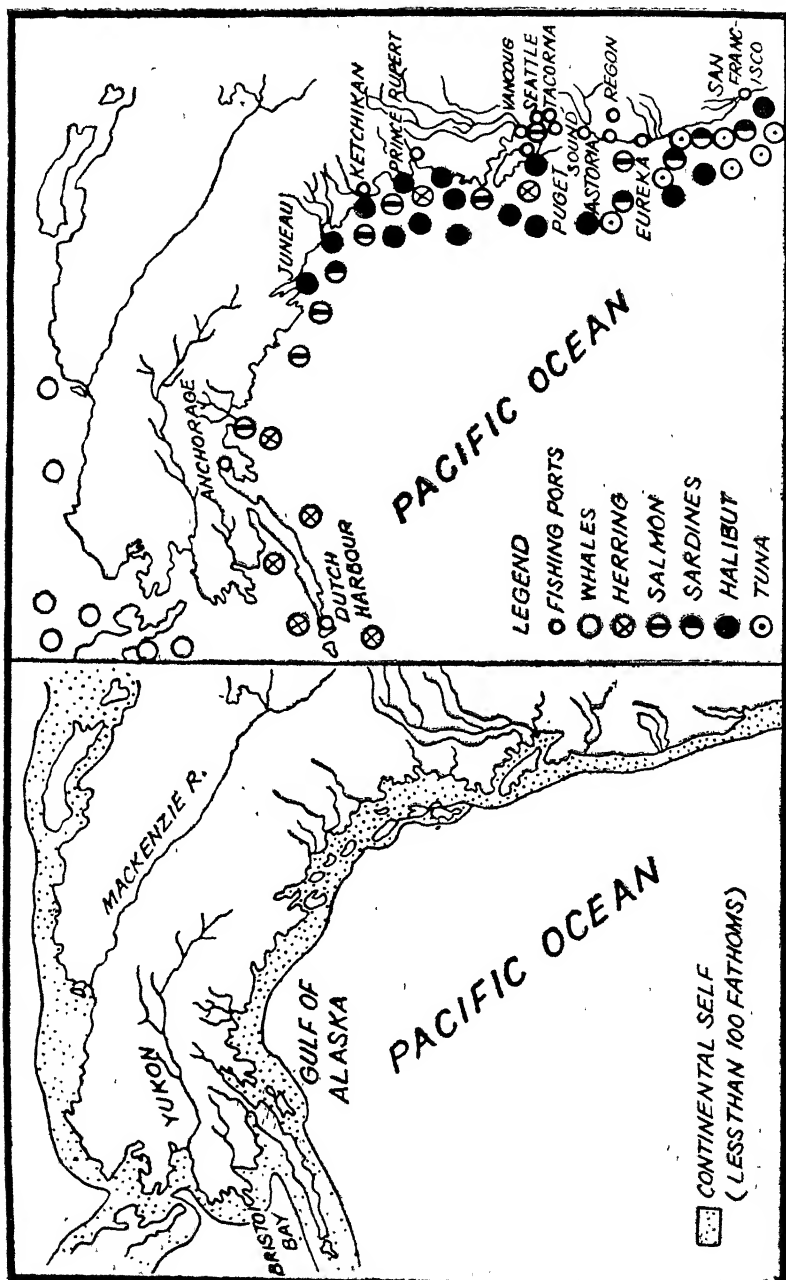 MACKENZIE R.
YUKON
BRISTOL
BAY
GULF OF
ALASKA
PACIFIC OCEAN
CONTINENTAL SELF
(LESS THAN 100 FATHOMS)
ANCHORAGE
DUTCH
HARBOUR
JUNEAU
KETCHIKAN
PRINCE RUPERT
VANCOUG
SEATTLE
TACORNA
PUGET
SOUND
ASTORIA
REGON
EUREKA
SAN
FRANC-
ISCO
PACIFIC OCEAN
LEGEND
FISHING PORTS
WHALES
HERRING
SALMON
SARDINES
HALIBUT
TUNA